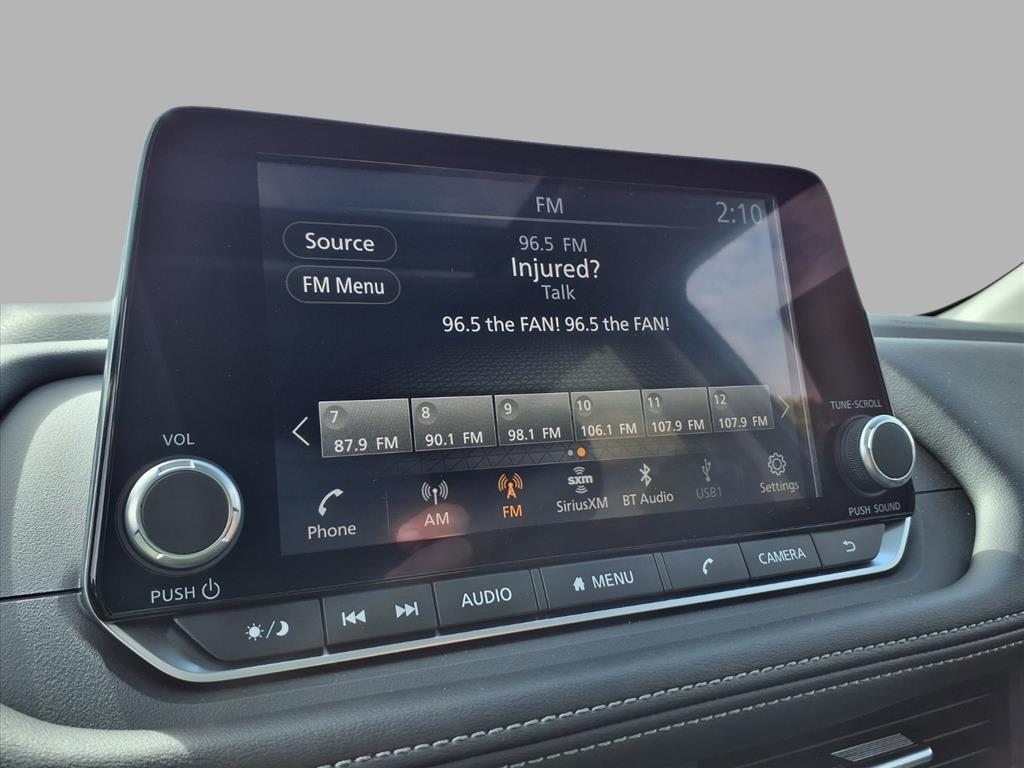 FM
2:10
Source
96.5 FM
Injured?
FM Menu
Talk
96.5 the FAN! 96.5 the FAN!
7
8
9
10
11
12
87.9 FM
90.1 FM
98.1 FM
106.1 FM
107.9 FM
107.9 FM
TUNE·SCROLL
VOL
sxm
Phone
AM
FM
SiriusXM
BT Audio
USB1
Settings
PUSH SOUND
PUSH
AUDIO
MENU
CAMERA